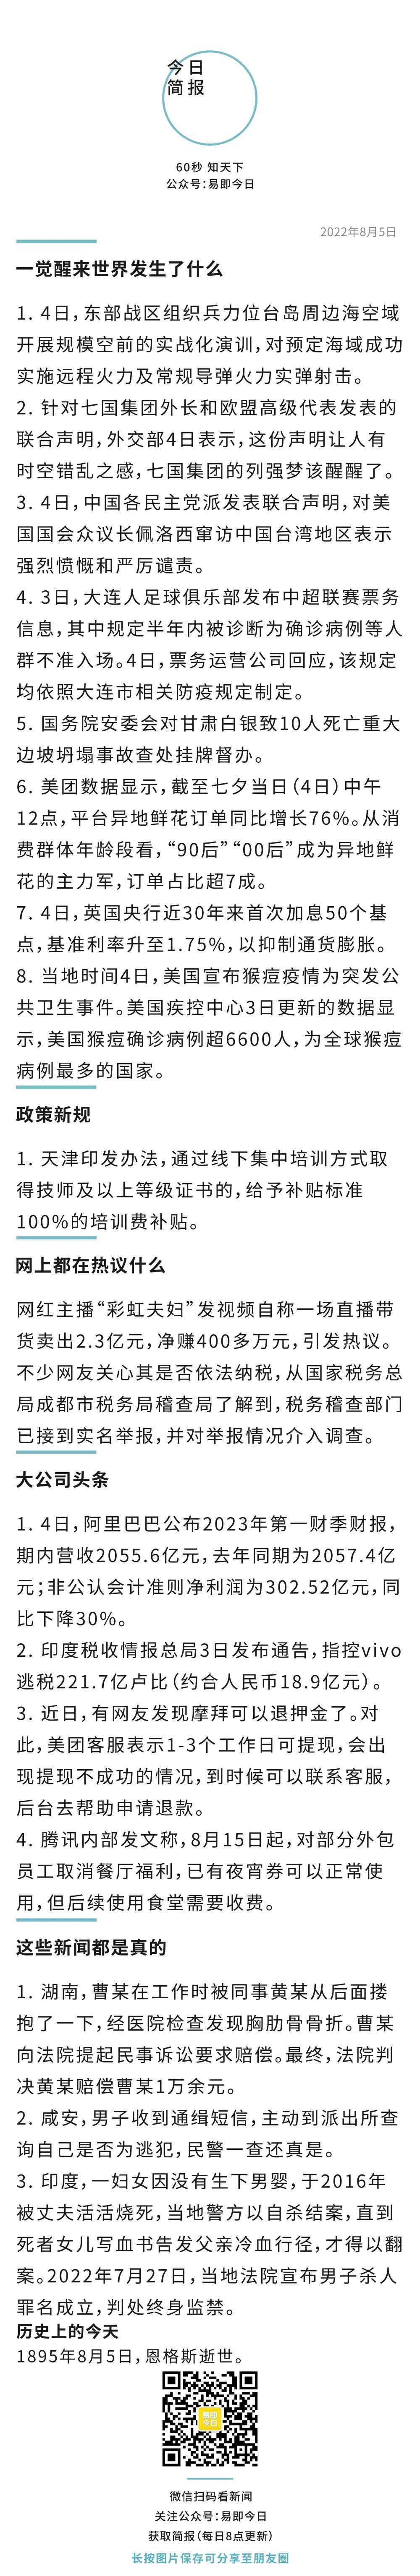 今日
简报
60秒 知天下
公众号：易即今日
2022年8月5日
一觉醒来世界发生了什么
1. 4日，东部战区组织兵力位台岛周边海空域
开展规模空前的实战化演训，对预定海域成功
实施远程火力及常规导弹火力实弹射击。
2. 针对七国集团外长和欧盟高级代表发表的
联合声明，外交部4日表示，这份声明让人有
时空错乱之感，七国集团的列强梦该醒醒了。
3. 4日，中国各民主党派发表联合声明，对美
国国会众议长佩洛西窜访中国台湾地区表示
强烈愤慨和严厉谴责。
4. 3日，大连人足球俱乐部发布中超联赛票务
信息，其中规定半年内被诊断为确诊病例等人
群不准入场。4日，票务运营公司回应，该规定
均依照大连市相关防疫规定制定。
5. 国务院安委会对甘肃白银致10人死亡重大
边坡坍塌事故查处挂牌督办。
6. 美团数据显示，截至七夕当日（4日）中午
12点，平台异地鲜花订单同比增长76%。从消
费群体年龄段看，“90后”“00后”成为异地鲜
花的主力军，订单占比超7成。
7. 4日，英国央行近30年来首次加息50个基
点，基准利率升至1.75%，以抑制通货膨胀。
8. 当地时间4日，美国宣布猴痘疫情为突发公
共卫生事件。美国疾控中心3日更新的数据显
示，美国猴痘确诊病例超6600人，为全球猴痘
病例最多的国家。
政策新规
1. 天津印发办法，通过线下集中培训方式取
得技师及以上等级证书的，给予补贴标准
100%的培训费补贴。
网上都在热议什么
网红主播“彩虹夫妇”发视频自称一场直播带
货卖出2.3亿元，净赚400多万元，引发热议。
不少网友关心其是否依法纳税，从国家税务总
局成都市税务局稽查局了解到，税务稽查部门
已接到实名举报，并对举报情况介入调查。
大公司头条
1. 4日，阿里巴巴公布2023年第一财季财报，
期内营收2055.6亿元，去年同期为2057.4亿
元；非公认会计准则净利润为302.52亿元，同
比下降30%。
2. 印度税收情报总局3日发布通告，指控vivo
逃税221.7亿卢比（约合人民币18.9亿元）。
3. 近日，有网友发现摩拜可以退押金了。对
此，美团客服表示1-3个工作日可提现，会出
现提现不成功的情况，到时候可以联系客服，
后台去帮助申请退款。
4. 腾讯内部发文称，8月15日起，对部分外包
员工取消餐厅福利，已有夜宵券可以正常使
用，但后续使用食堂需要收费。
这些新闻都是真的
1. 湖南，曹某在工作时被同事黄某从后面搂
抱了一下，经医院检查发现胸肋骨骨折。曹某
向法院提起民事诉讼要求赔偿。最终，法院判
决黄某赔偿曹某1万余元。
2. 咸安，男子收到通缉短信，主动到派出所查
询自己是否为逃犯，民警一查还真是。
3. 印度，一妇女因没有生下男婴，于2016年
被丈夫活活烧死，当地警方以自杀结案，直到
死者女儿写血书告发父亲冷血行径，才得以翻
案。2022年7月27日，当地法院宣布男子杀人
罪名成立，判处终身监禁。
历史上的今天
1895年8月5日，恩格斯逝世。
易即
今日
微信扫码看新闻
关注公众号：易即今日
获取简报（每日8点更新）
长按图片保存可分享至朋友圈